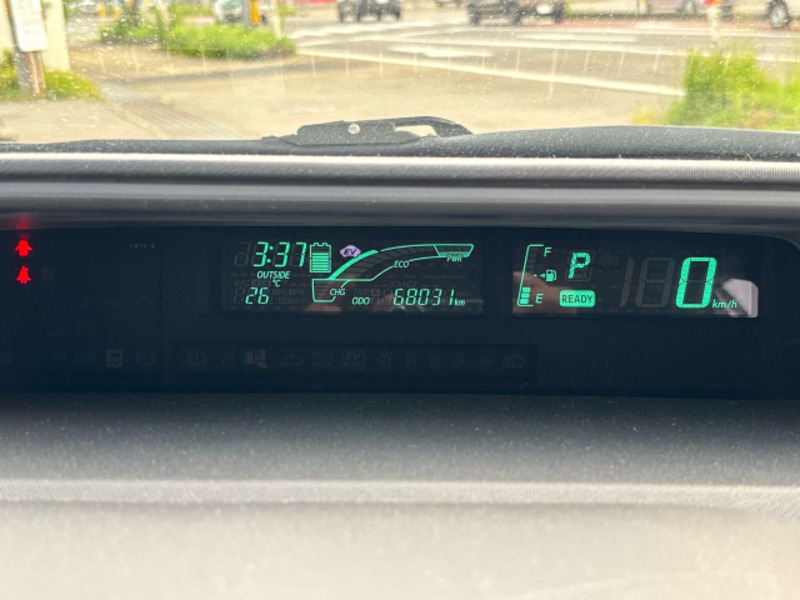 3:37
EV
OUTSIDE
°C
26
ECO
PWR
CHG
ODO 68031 km
F
E
P
READY
0 km/h